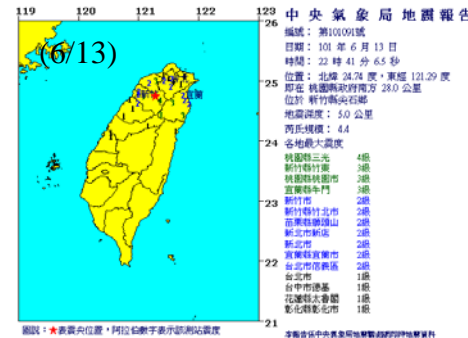 119 120 121 122 123
26
(6/13)
25
24
23
22
21
宜蘭
圖說：★表震央位置，阿拉伯數字表示該測站震度
中央氣象局地震報告
編號：第101091號
日期：101 年 6 月 13 日
時間：22 時 41 分 6.5 秒
位置：北緯 24.74 度，東經 121.29 度
即在 桃園縣政府南方 28.0 公里
位於 新竹縣尖石鄉
地震深度：5.0 公里
芮氏規模：4.4
各地最大震度
桃園縣三光 4級
新竹縣竹東 3級
桃園縣桃園市 3級
宜蘭縣牛鬥 3級
新竹市 2級
新竹縣竹北市 2級
苗栗縣獅頭山 2級
新北市新店 2級
新北市 2級
宜蘭縣宜蘭市 2級
台北市信義區 2級
台北市 1級
台中市德基 1級
花蓮縣太魯閣 1級
彰化縣彰化市 1級